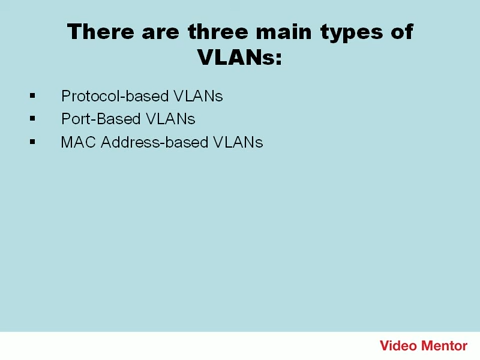 There are three main types of
VLANs:
▪ Protocol-based VLANs
▪ Port-Based VLANs
▪ MAC Address-based VLANs
Video Mentor